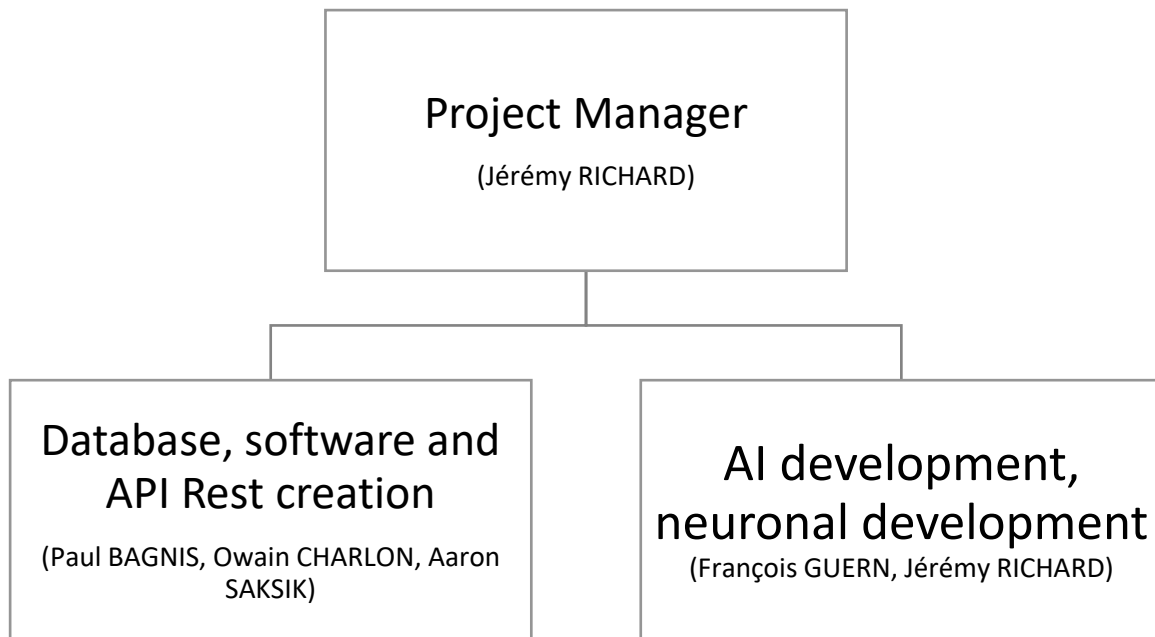 Project Manager
(Jérémy RICHARD)
Database, software and
API Rest creation
(Paul BAGNIS, Owain CHARLON, Aaron
SAKSIK)
AI development,
neuronal development
(François GUERN, Jérémy RICHARD)